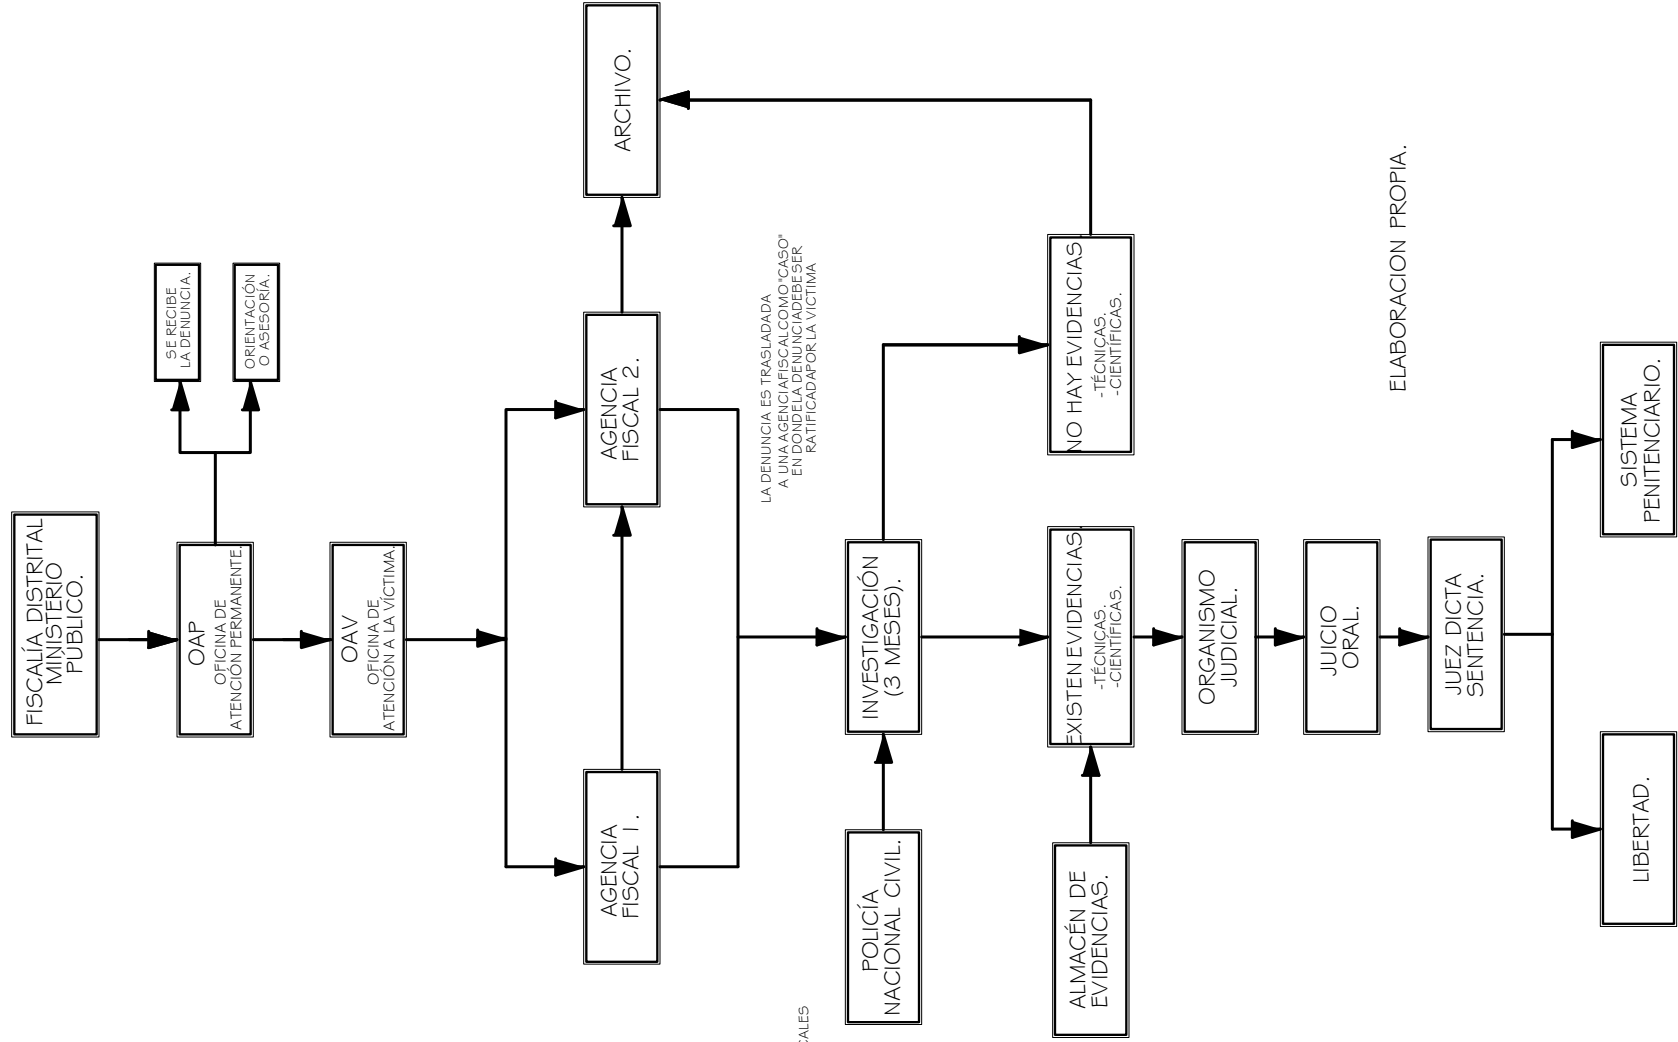 FISCALÍA DISTRITAL
MINISTERIO
PUBLICO.
OAP
OFICINA DE
ATENCIÓN PERMANENTE.
SE RECIBE
LA DENUNCIA.
ORIENTACIÓN
O ASESORÍA.
OAV
OFICINA DE
ATENCIÓN A LA VÍCTIMA.
AGENCIA
FISCAL 1.
AGENCIA
FISCAL 2.
ARCHIVO.
LA DENUNCIA ES TRASLADADA
A UNA AGENCIA FISCAL COMO "CASO"
EN DONDE LA DENUNCIA DEBE SER
RATIFICADA POR LA VICTIMA
POLICÍA
NACIONAL CIVIL.
INVESTIGACIÓN
(3 MESES).
ALMACÉN DE
EVIDENCIAS.
EXISTEN EVIDENCIAS
-TÉCNICAS.
-CIENTÍFICAS.
NO HAY EVIDENCIAS
-TÉCNICAS.
-CIENTÍFICAS.
ORGANISMO
JUDICIAL.
JUICIO
ORAL.
JUEZ DICTA
SENTENCIA.
LIBERTAD.
SISTEMA
PENITENCIARIO.
ELABORACION PROPIA.